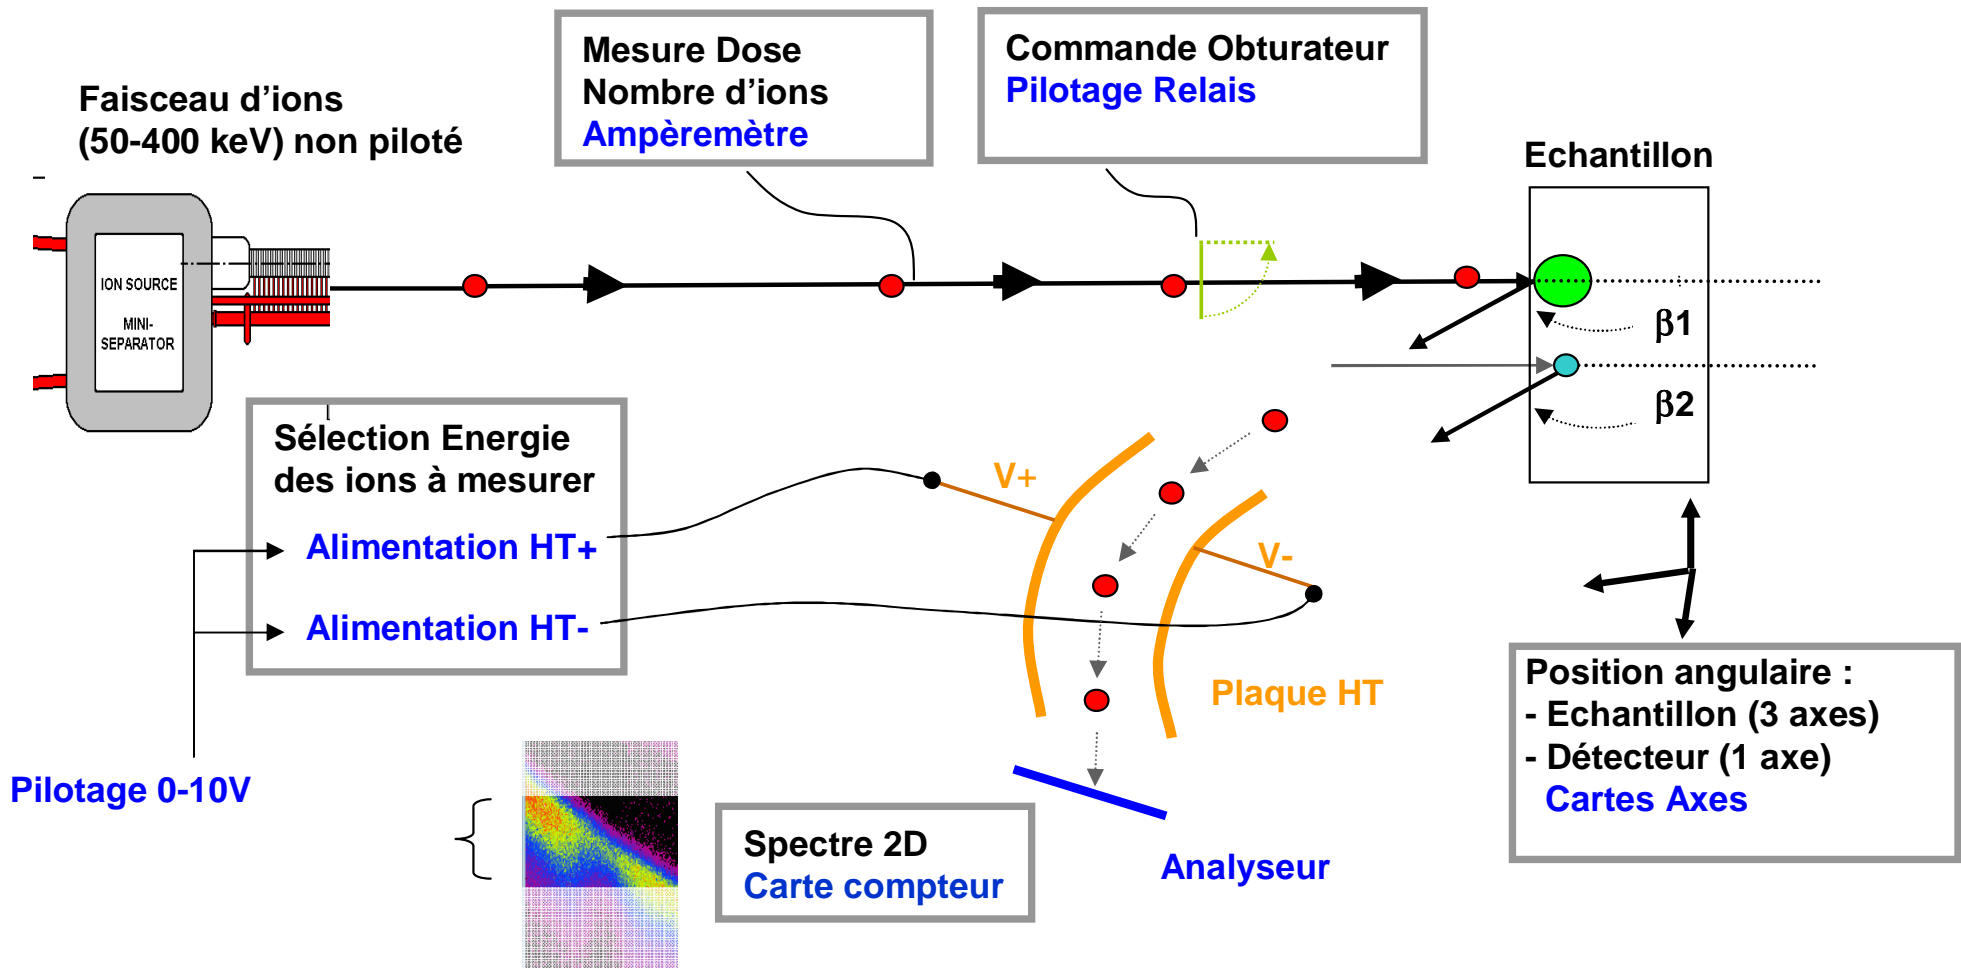 Mesure Dose
Nombre d'ions
Ampèremètre
Commande Obturateur
Pilotage Relais
Faisceau d'ions
(50-400 keV) non piloté
Echantillon
ION SOURCE
MINI-
SEPARATOR
β1
β2
Sélection Energie
des ions à mesurer
Alimentation HT+
Alimentation HT-
V+
V-
Plaque HT
Position angulaire :
- Echantillon (3 axes)
- Détecteur (1 axe)
Cartes Axes
Pilotage 0-10V
Spectre 2D
Carte compteur
Analyseur